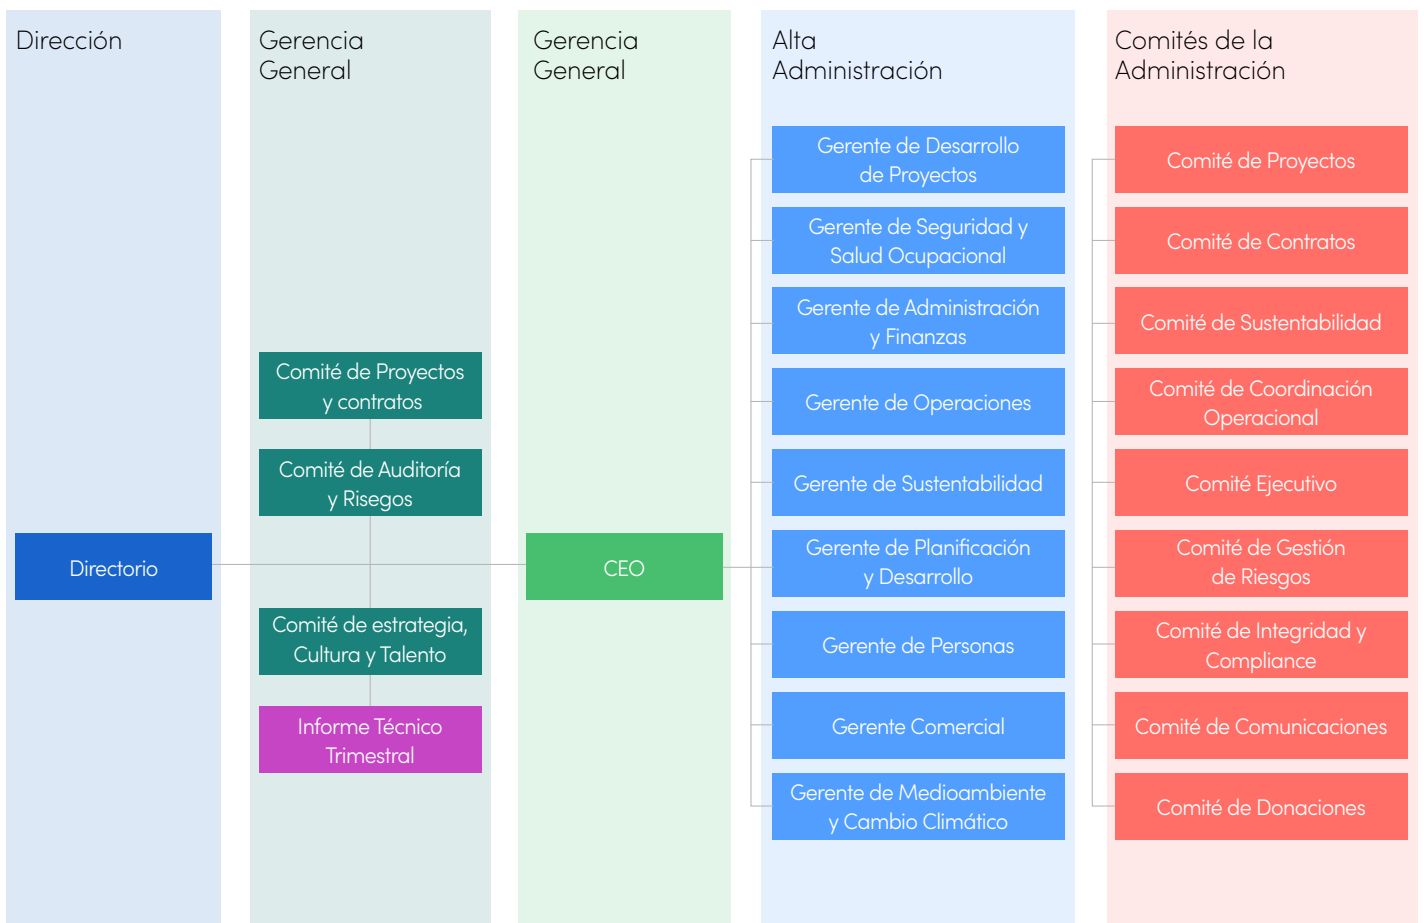 Dirección
Gerencia
General
Gerencia
General
Alta
Administración
Comités de la
Administración
Directorio
Comité de Proyectos
y contratos
Comité de Auditoría
y Risegos
Comité de estrategia,
Cultura y Talento
Informe Técnico
Trimestral
CEO
Gerente de Desarrollo
de Proyectos
Gerente de Seguridad y
Salud Ocupacional
Gerente de Administración
y Finanzas
Gerente de Operaciones
Gerente de Sustentabilidad
Gerente de Planificación
y Desarrollo
Gerente de Personas
Gerente Comercial
Gerente de Medioambiente
y Cambio Climático
Comité de Proyectos
Comité de Contratos
Comité de Sustentabilidad
Comité de Coordinación
Operacional
Comité Ejecutivo
Comité de Gestión
de Riesgos
Comité de Integridad y
Compliance
Comité de Comunicaciones
Comité de Donaciones